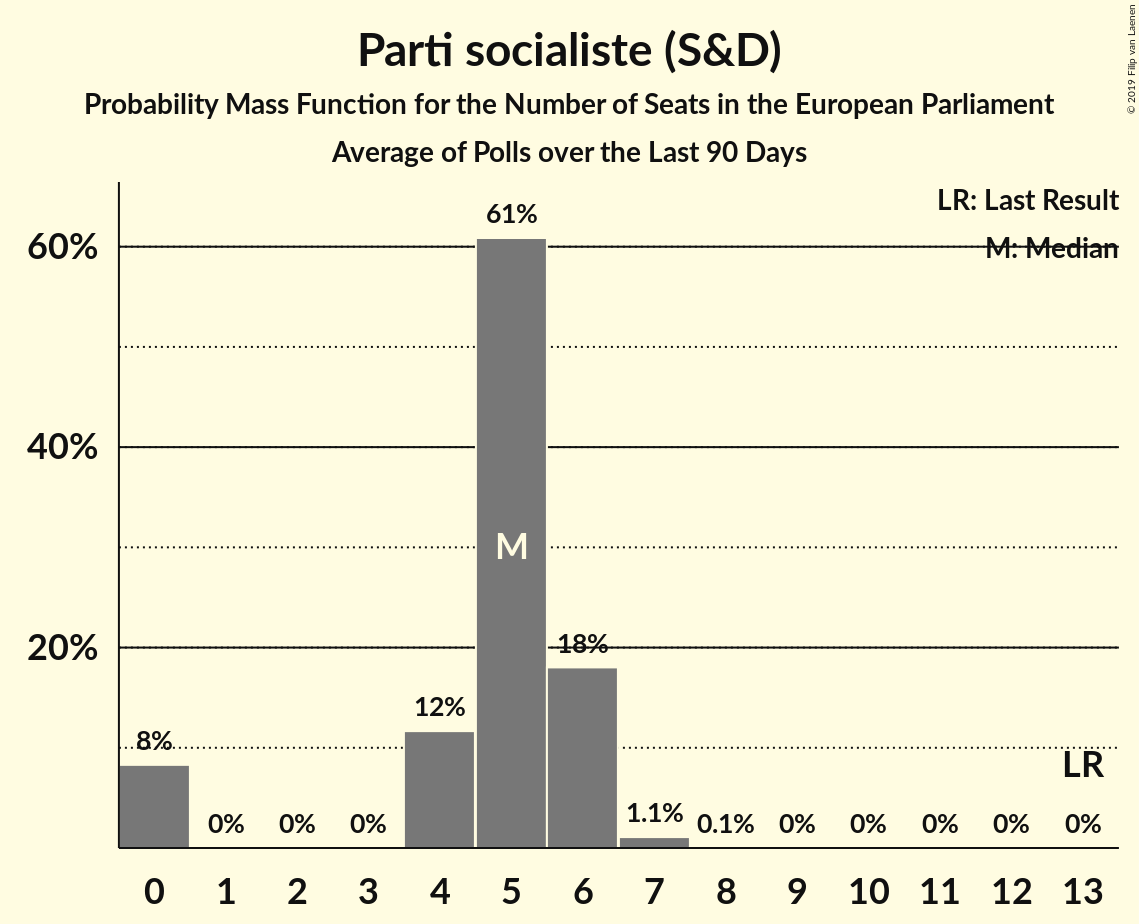 Parti socialiste (S&D)
Probability Mass Function for the Number of Seats in the European Parliament
Average of Polls over the Last 90 Days
© 2019 Filip van Laenen
LR: Last Result
M: Median
61%
60%
40%
M
20%
18%
12%
8%
LR
0% 0% 0% 1.1% 0.1% 0% 0% 0% 0% 0%
0 1 2 3 4 5 6 7 8 9 10 11 12 13